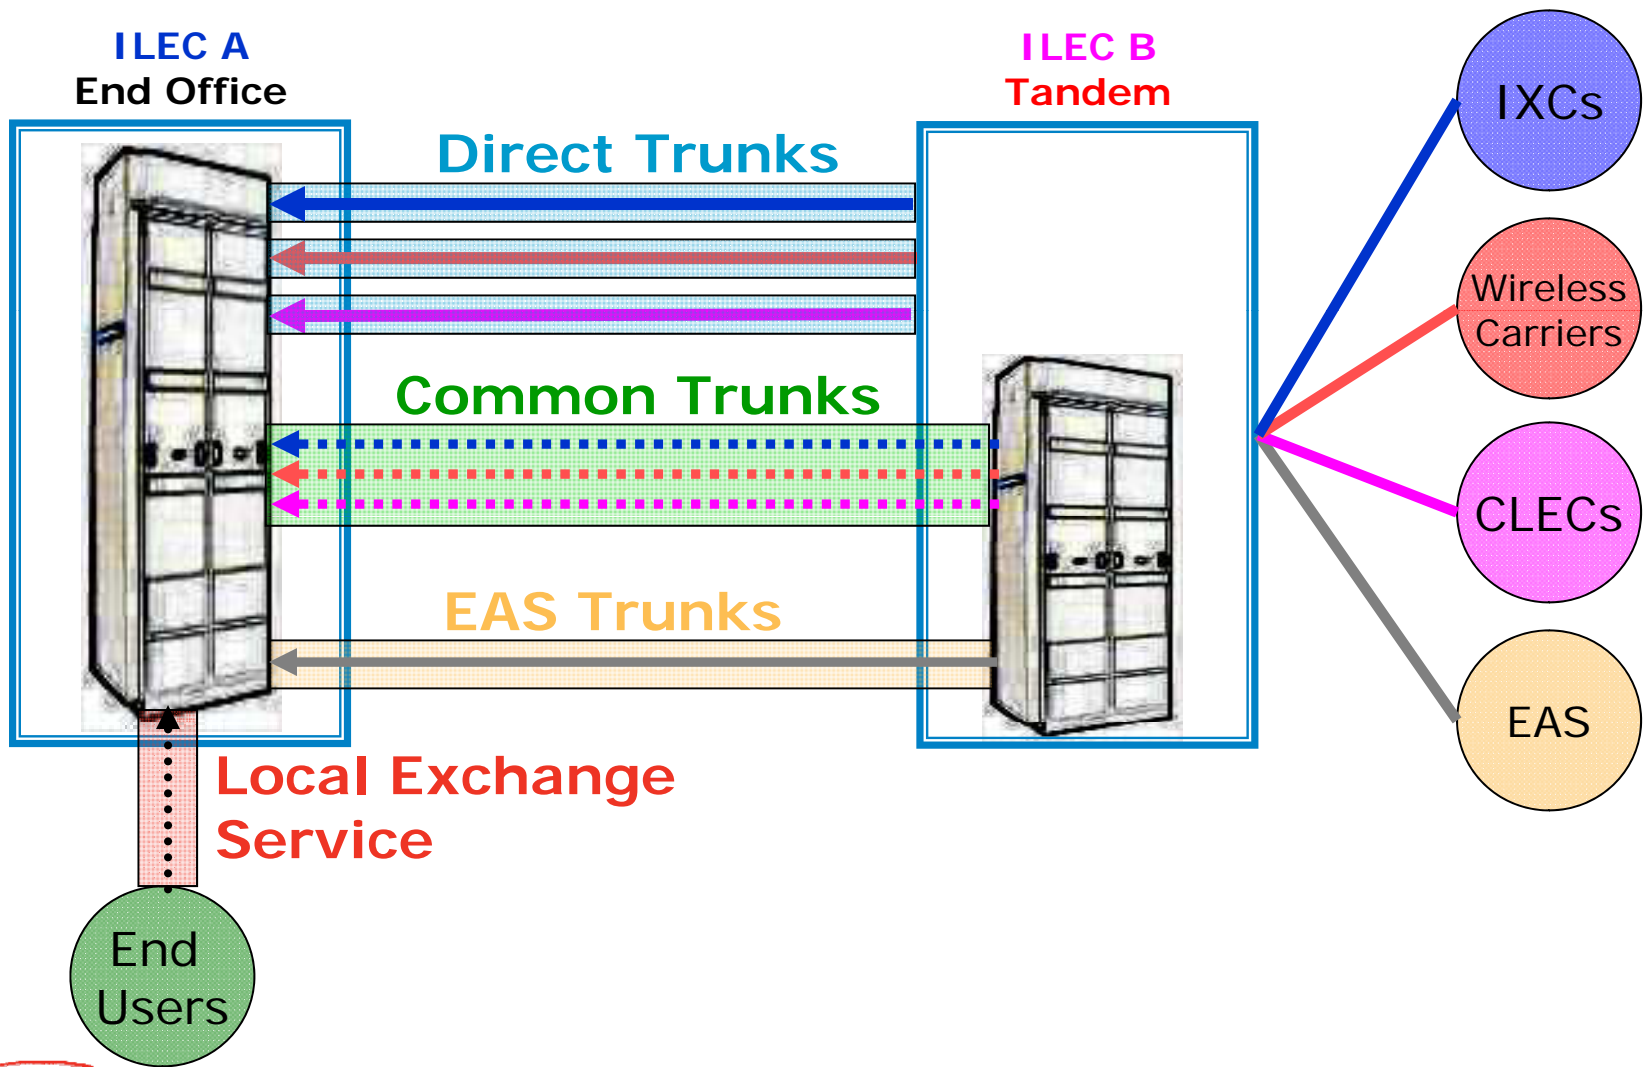 ILEC A
End Office
ILEC B
Tandem
Direct Trunks
Common Trunks
EAS Trunks
Local Exchange
Service
End
Users
IXCs
Wireless
Carriers
CLECs
EAS